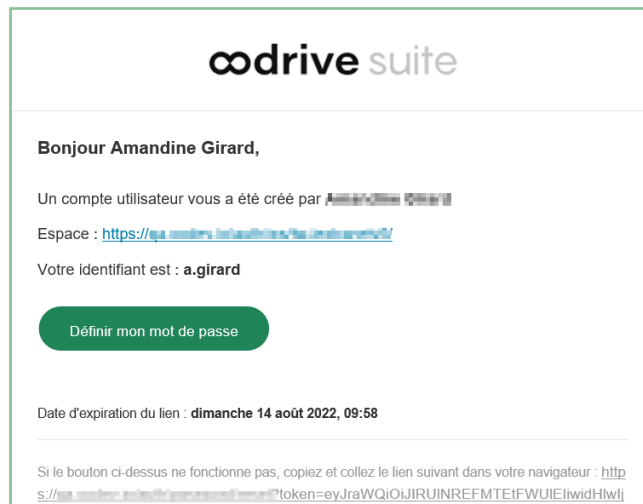 oodrive suite
Bonjour Amandine Girard,
Un compte utilisateur vous a été créé par
Espace : https://
Votre identifiant est : a.girard
Définir mon mot de passe
Date d'expiration du lien : dimanche 14 août 2022, 09:58
Si le bouton ci-dessus ne fonctionne pas, copiez et collez le lien suivant dans votre navigateur : http
s://